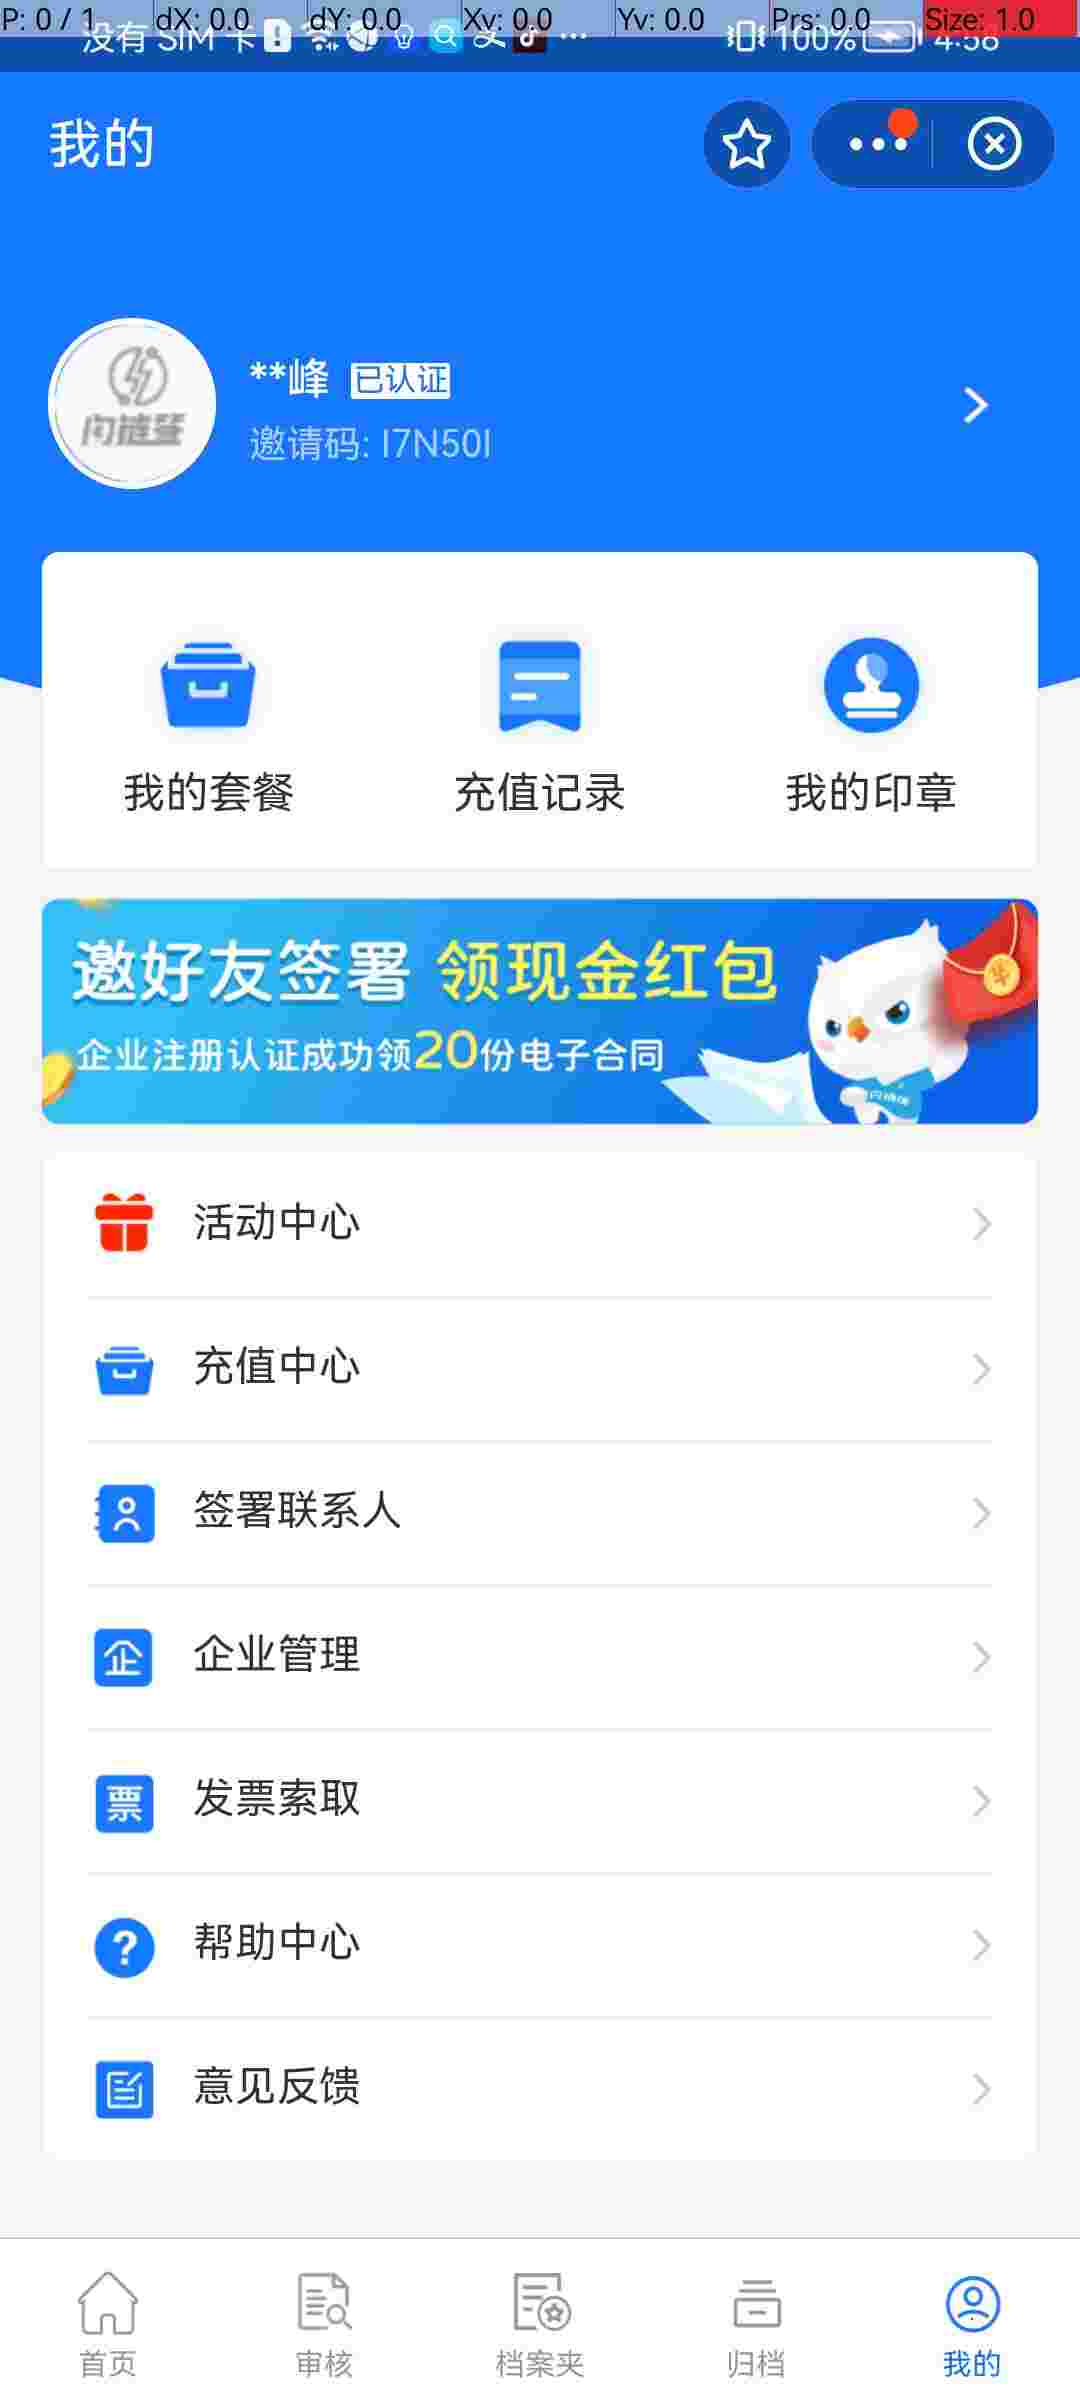 P: 0 / 1 dX: 0.0 dY: 0.0 Xv: 0.0 Yv: 0.0 Prs: 0.0 Size: 1.0
没有 SIM 卡 100% 4:58
我的
**峰 已认证
邀请码: I7N50I
我的套餐 充值记录 我的印章
邀好友签署 领现金红包
企业注册认证成功领20份电子合同
活动中心
充值中心
签署联系人
企业管理
票 发票索取
帮助中心
意见反馈
首页 审核 档案夹 归档 我的